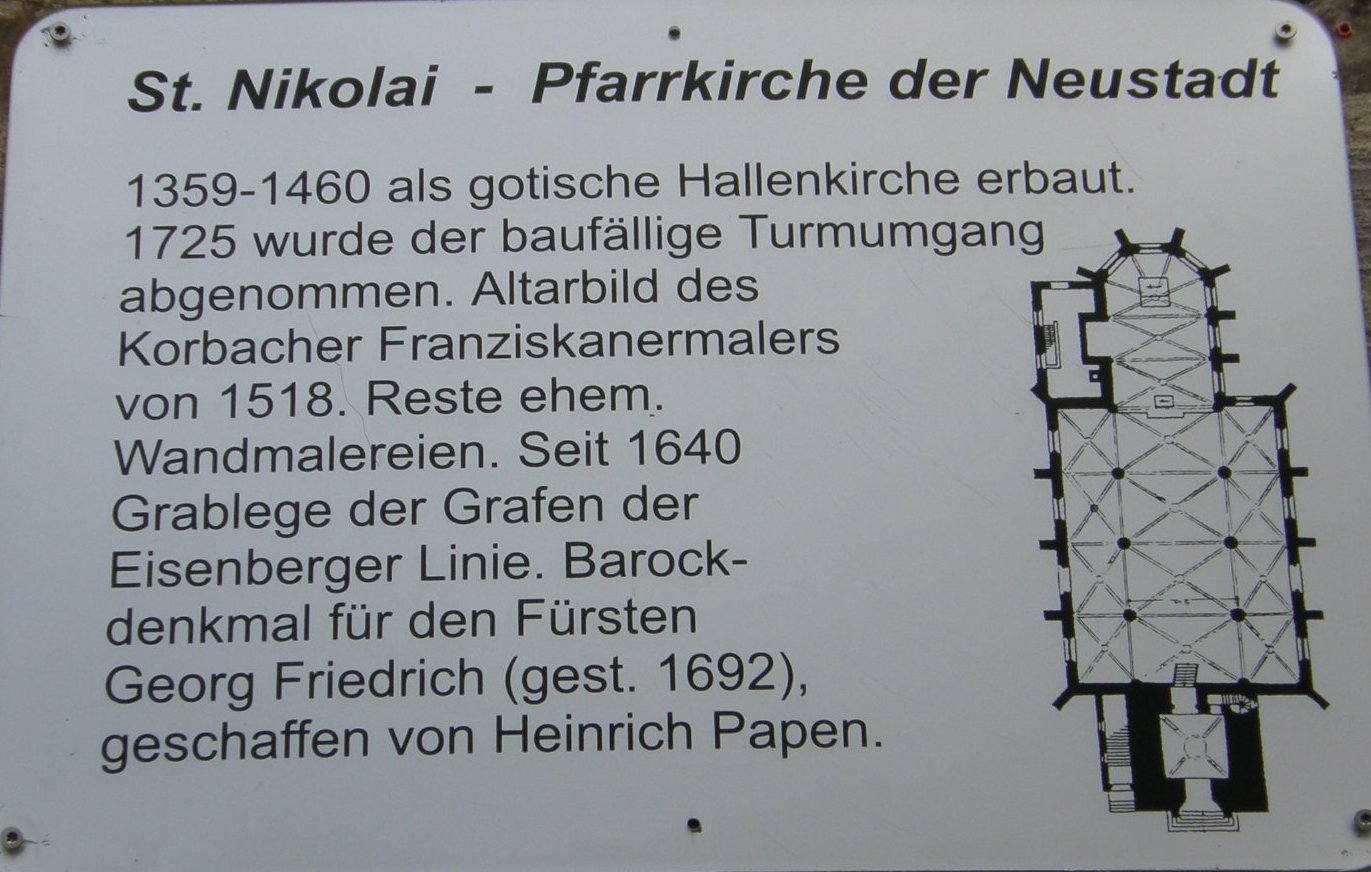 St. Nikolai - Pfarrkirche der Neustadt
1359-1460 als gotische Hallenkirche erbaut.
1725 wurde der baufällige Turmumgang
abgenommen. Altarbild des
Korbacher Franziskanermalers
von 1518. Reste ehem.
Wandmalereien. Seit 1640
Grablege der Grafen der
Eisenberger Linie. Barock-
denkmal für den Fürsten
Georg Friedrich (gest. 1692),
geschaffen von Heinrich Papen.